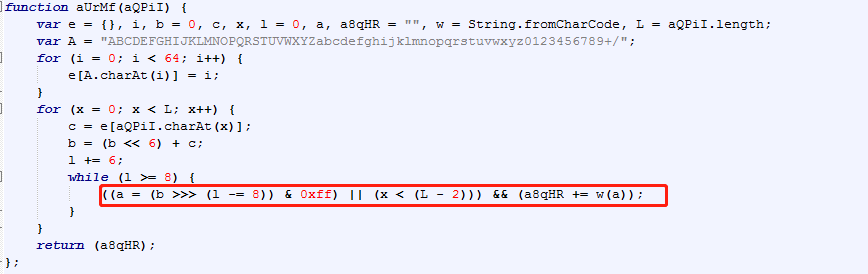 function aUrMf(aQPiI) {
var e = {}, i, b = 0, c, x, l = 0, a, a8qHR = "", w = String.fromCharCode, L = aQPiI.length;
var A = "ABCDEFGHIJKLMNOPQRSTUVWXYZabcdefghijklmnopqrstuvwxyz0123456789+/";
for (i = 0; i < 64; i++) {
e[A.charAt(i)] = i;
}
for (x = 0; x < L; x++) {
c = e[aQPiI.charAt(x)];
b = (b << 6) + c;
l += 6;
while (l >= 8) {
((a = (b >>> (l -= 8)) & 0xff) || (x < (L - 2))) && (a8qHR += w(a));
}
}
return (a8qHR);
};